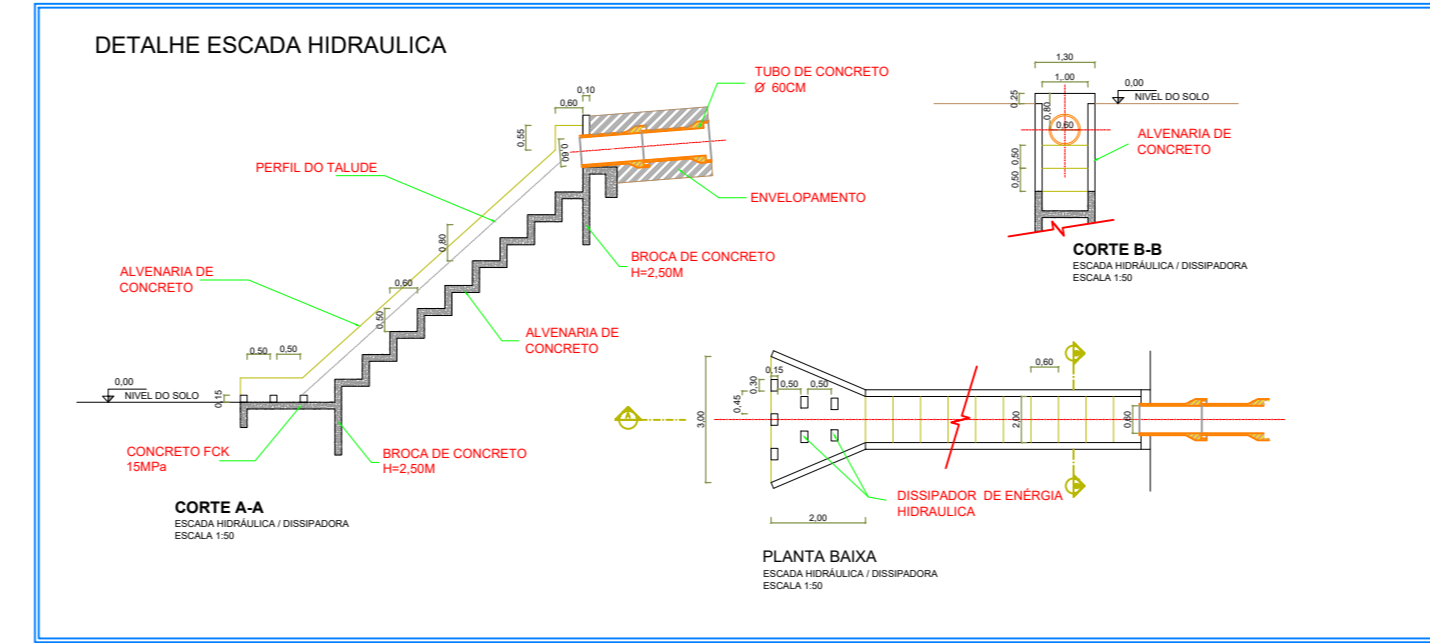 DETALHE ESCADA HIDRAULICA
TUBO DE CONCRETO
Ø 60CM
0,10
0,60
0,55
0,60
PERFIL DO TALUDE
ENVELOPAMENTO
0,80
BROCA DE CONCRETO
H=2,50M
ALVENARIA DE
CONCRETO
0,60
0,50
ALVENARIA DE
CONCRETO
0,50
0,50
0,00
NIVEL DO SOLO
0,15
CONCRETO FCK
15MPa
BROCA DE CONCRETO
H=2,50M
CORTE A-A
ESCADA HIDRÁULICA / DISSIPADORA
ESCALA 1:50
1,30
1,00
0,00
NIVEL DO SOLO
0,25
0,80
0,60
ALVENARIA DE
CONCRETO
0,50
0,50
CORTE B-B
ESCADA HIDRÁULICA / DISSIPADORA
ESCALA 1:50
0,60
0,15
0,30
0,50
0,50
0,45
A
3,00
2,00
0,60
DISSIPADOR DE ENÉRGIA
HIDRAULICA
2,00
PLANTA BAIXA
ESCADA HIDRÁULICA / DISSIPADORA
ESCALA 1:50